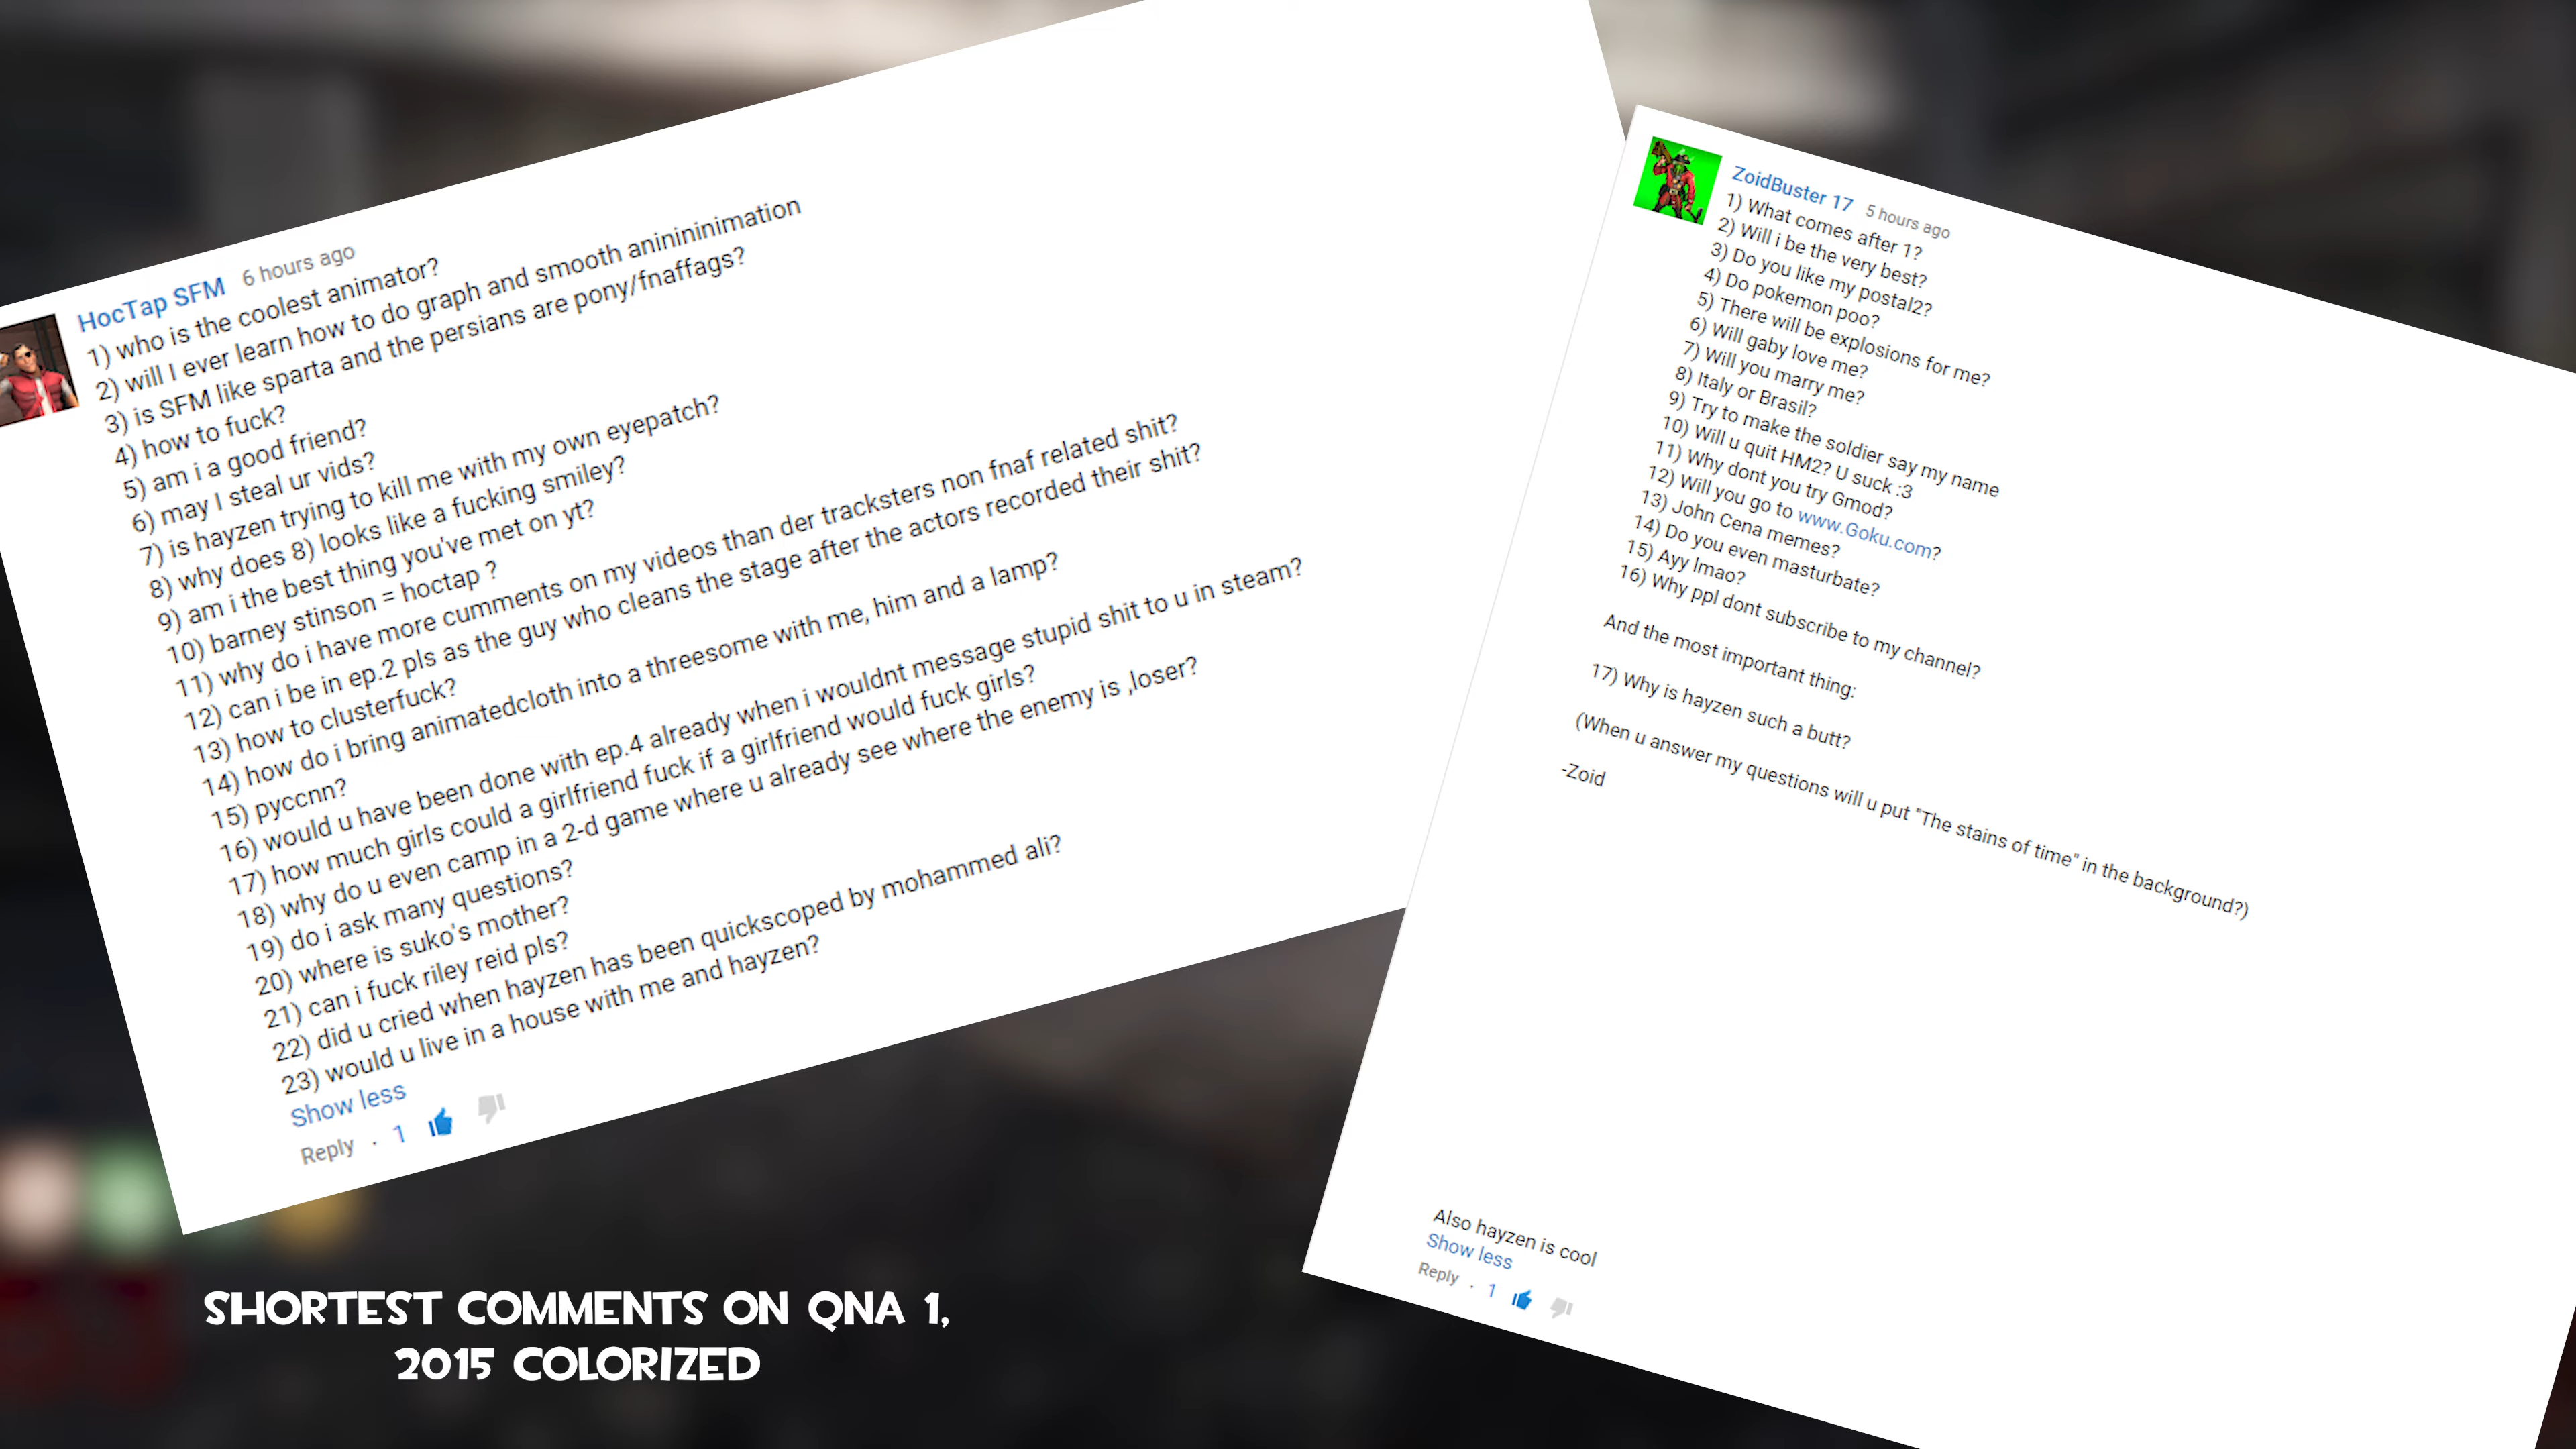 HocTap SFM 6 hours ago
1) who is the coolest animator?
2) will I ever learn how to do graph and smooth anininininimation
3) is SFM like sparta and the persians are pony/fnaffags?
4) how to fuck?
5) am i a good friend?
6) may I steal ur vids?
7) is hayzen trying to kill me with my own eyepatch?
8) why does 8) looks like a fucking smiley?
9) am i the best thing you've met on yt?
10) barney stinson = hoctap ?
11) why do i have more cumments on my videos than der tracksters non fnaf related shit?
12) can i be in ep.2 pls as the guy who cleans the stage after the actors recorded their shit?
13) how to clusterfuck?
14) how do i bring animatedcloth into a threesome with me, him and a lamp?
15) pyccnn?
16) would u have been done with ep.4 already when i wouldnt message stupid shit to u in steam?
17) how much girls could a girlfriend fuck if a girlfriend would fuck girls?
18) why do u even camp in a 2-d game where u already see where the enemy is ,loser?
19) do i ask many questions?
20) where is suko's mother?
21) can i fuck riley reid pls?
22) did u cried when hayzen has been quickscoped by mohammed ali?
23) would u live in a house with me and hayzen?
Show less
Reply · 1
ZoidBuster 17 5 hours ago
1) What comes after 1?
2) Will i be the very best?
3) Do you like my postal2?
4) Do pokemon poo?
5) There will be explosions for me?
6) Will gaby love me?
7) Will you marry me?
8) Italy or Brasil?
9) Try to make the soldier say my name
10) Will u quit HM2? U suck :3
11) Why dont you try Gmod?
12) Will you go to www.Goku.com?
13) John Cena memes?
14) Do you even masturbate?
15) Ayy lmao?
16) Why ppl dont subscribe to my channel?
And the most important thing:
17) Why is hayzen such a butt?
(When u answer my questions will u put "The stains of time" in the background?)
-Zoid
Also hayzen is cool
Show less
Reply · 1
SHORTEST COMMENTS ON QNA 1,
2015 COLORIZED